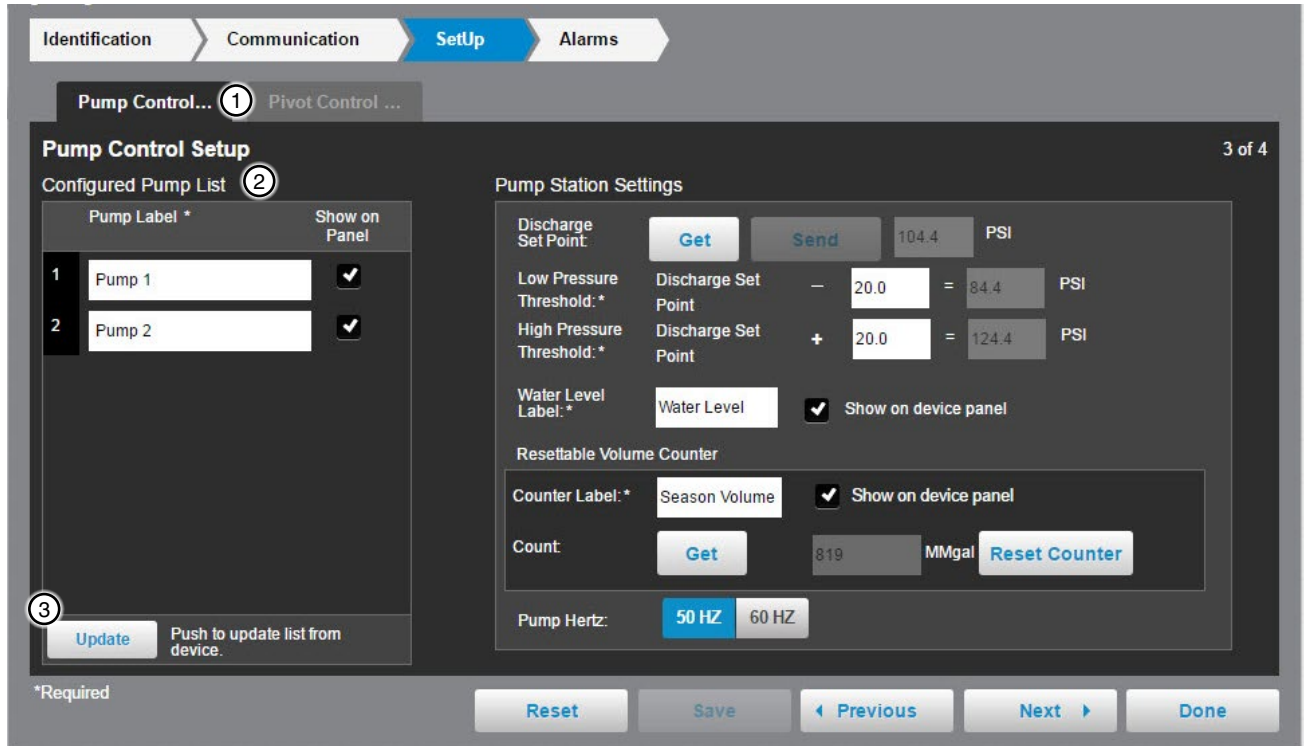 Identification
Communication
SetUp
Alarms
Pump Control...
1
Pivot Control ...
Pump Control Setup
3 of 4
Configured Pump List
2
Pump Label *
Show on
Panel
1
Pump 1
2
Pump 2
3
Update
Push to update list from
device.
Pump Station Settings
Discharge
Set Point:
Get
Send
104.4
PSI
Low Pressure
Threshold:*
Discharge Set
Point
–
20.0
=
84.4
PSI
High Pressure
Threshold:*
Discharge Set
Point
+
20.0
=
124.4
PSI
Water Level
Label:*
Water Level
Show on device panel
Resettable Volume Counter
Counter Label:*
Season Volume
Show on device panel
Count:
Get
819
MMgal
Reset Counter
Pump Hertz:
50 HZ
60 HZ
*Required
Reset
Save
Previous
Next
Done